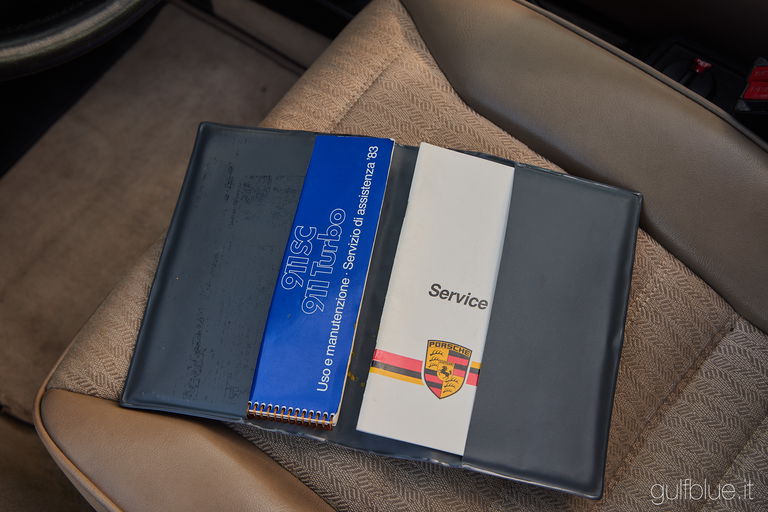 911 SC
911 Turbo
Uso e manutenzione · Servizio di assistenza '83
Service
PORSCHE
gulfblue.it